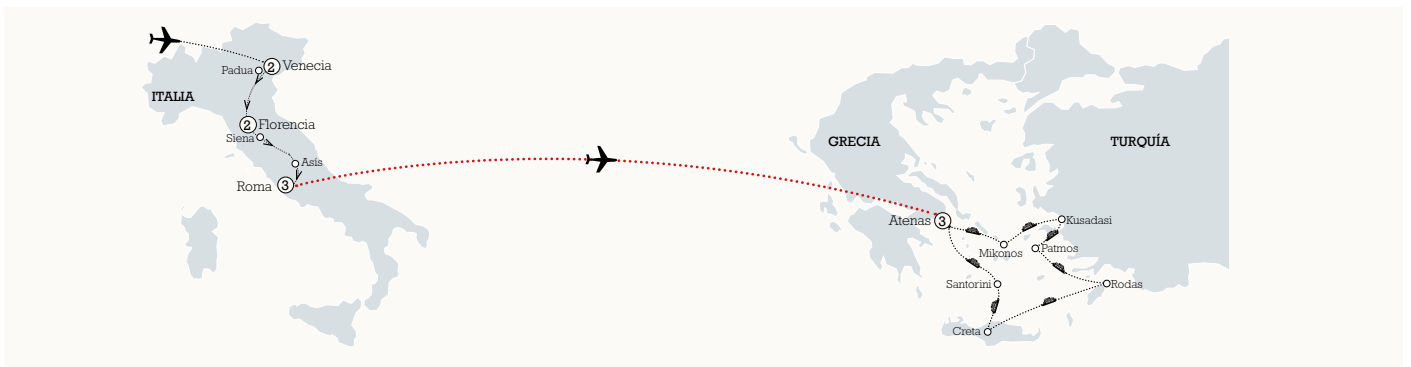 2 Venecia
Padua
ITALIA
2 Florencia
Siena
Asís
Roma 3
GRECIA
TURQUÍA
Atenas 3
Kusadasi
Mikonos
Patmos
Santorini
Rodas
Creta